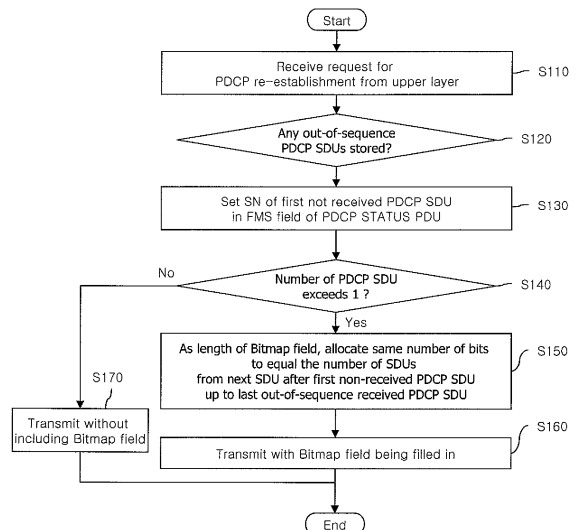 Start
Receive request for
PDCP re-establishment from upper layer
S110
Any out-of-sequence
PDCP SDUs stored?
S120
Set SN of first not received PDCP SDU
in FMS field of PDCP STATUS PDU
S130
No
Number of PDCP SDU
exceeds 1 ?
S140
Yes
As length of Bitmap field, allocate same number of bits
to equal the number of SDUs
from next SDU after first non-received PDCP SDU
up to last out-of-sequence received PDCP SDU
S150
S170
Transmit without
including Bitmap field
Transmit with Bitmap field being filled in
S160
End